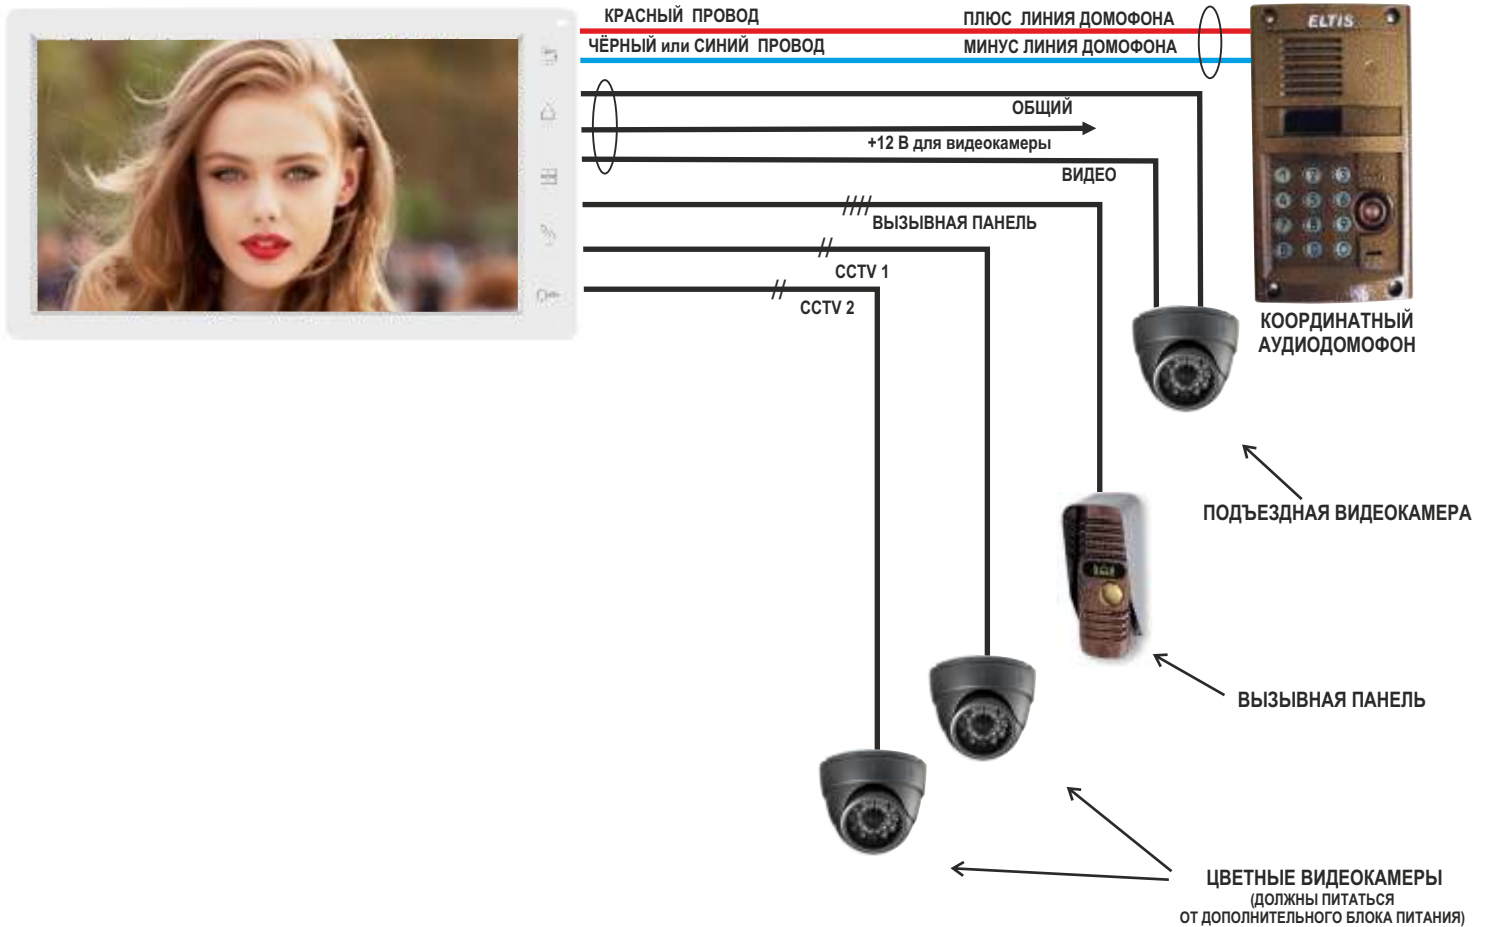 КРАСНЫЙ ПРОВОД
ПЛЮС ЛИНИЯ ДОМОФОНА
ЧЁРНЫЙ или СИНИЙ ПРОВОД
МИНУС ЛИНИЯ ДОМОФОНА
ELTIS
ОБЩИЙ
+12 В для видеокамеры
ВИДЕО
ВЫЗЫВНАЯ ПАНЕЛЬ
CCTV 1
CCTV 2
КООРДИНАТНЫЙ
АУДИОДОМОФОН
ПОДЪЕЗДНАЯ ВИДЕОКАМЕРА
ВЫЗЫВНАЯ ПАНЕЛЬ
ЦВЕТНЫЕ ВИДЕОКАМЕРЫ
(ДОЛЖНЫ ПИТАТЬСЯ
ОТ ДОПОЛНИТЕЛЬНОГО БЛОКА ПИТАНИЯ)